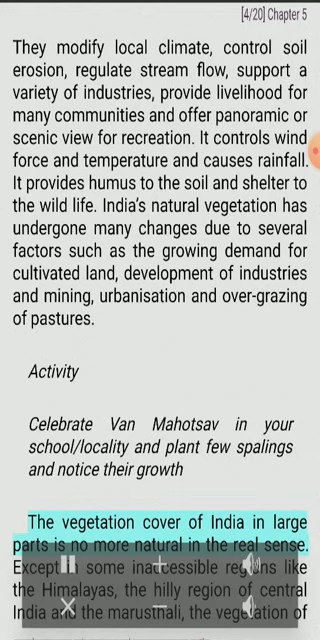 [4/20] Chapter 5
They modify local climate, control soil
erosion, regulate stream flow, support a
variety of industries, provide livelihood for
many communities and offer panoramic or
scenic view for recreation. It controls wind
force and temperature and causes rainfall.
It provides humus to the soil and shelter to
the wild life. India's natural vegetation has
undergone many changes due to several
factors such as the growing demand for
cultivated land, development of industries
and mining, urbanisation and over-grazing
of pastures.
Activity
Celebrate Van Mahotsav in your
school/locality and plant few spalings
and notice their growth
The vegetation cover of India in large
parts is no more natural in the real sense.
Except in some inaccessible regions like
the Himalayas, the hilly region of central
India and the marusthali, the vegetation of